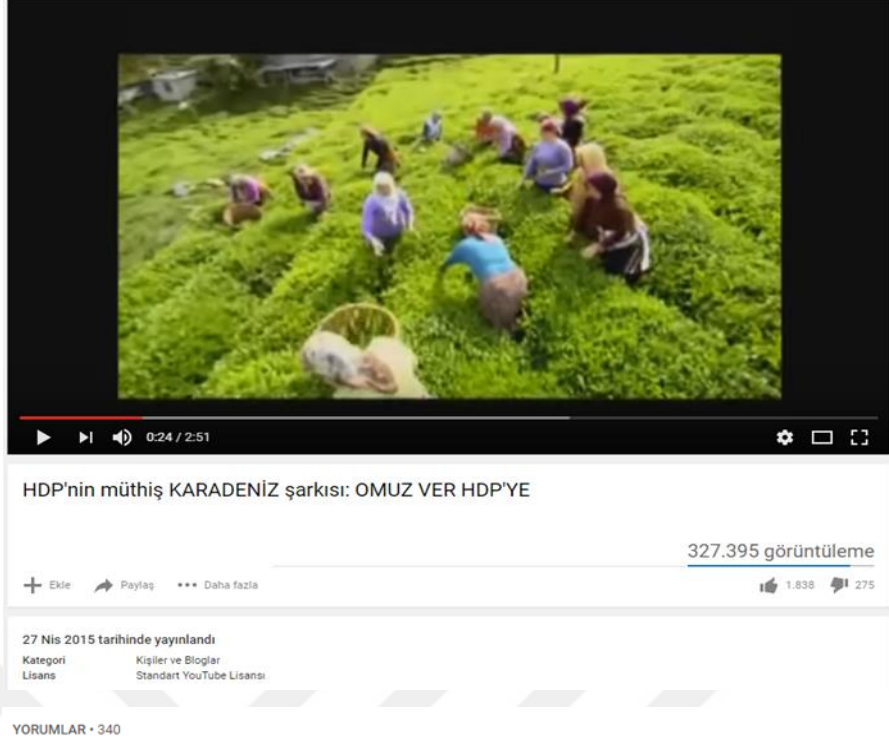 0:24 / 2:51
HDP'nin müthiş KARADENİZ şarkısı: OMUZ VER HDP'YE
327.395 görüntüleme
Ekle Paylaş Daha fazla 1.838 275
27 Nis 2015 tarihinde yayınlandı
Kategori Kişiler ve Bloglar
Lisans Standart YouTube Lisansı
YORUMLAR • 340